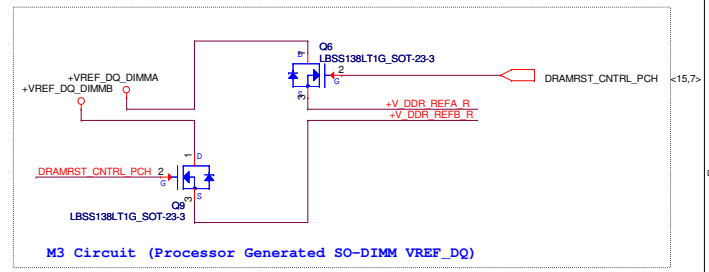 Q6
LBSS138LT1G_SOT-23-3
1
D
2
G
S
3
DRAMRST_CNTRL_PCH
<15,7>
+VREF_DQ_DIMMA
+VREF_DQ_DIMMB
+V_DDR_REFA_R
+V_DDR_REFB_R
1
D
DRAMRST_CNTRL_PCH
2
G
3
S
Q9
LBSS138LT1G_SOT-23-3
M3 Circuit (Processor Generated SO-DIMM VREF_DQ)